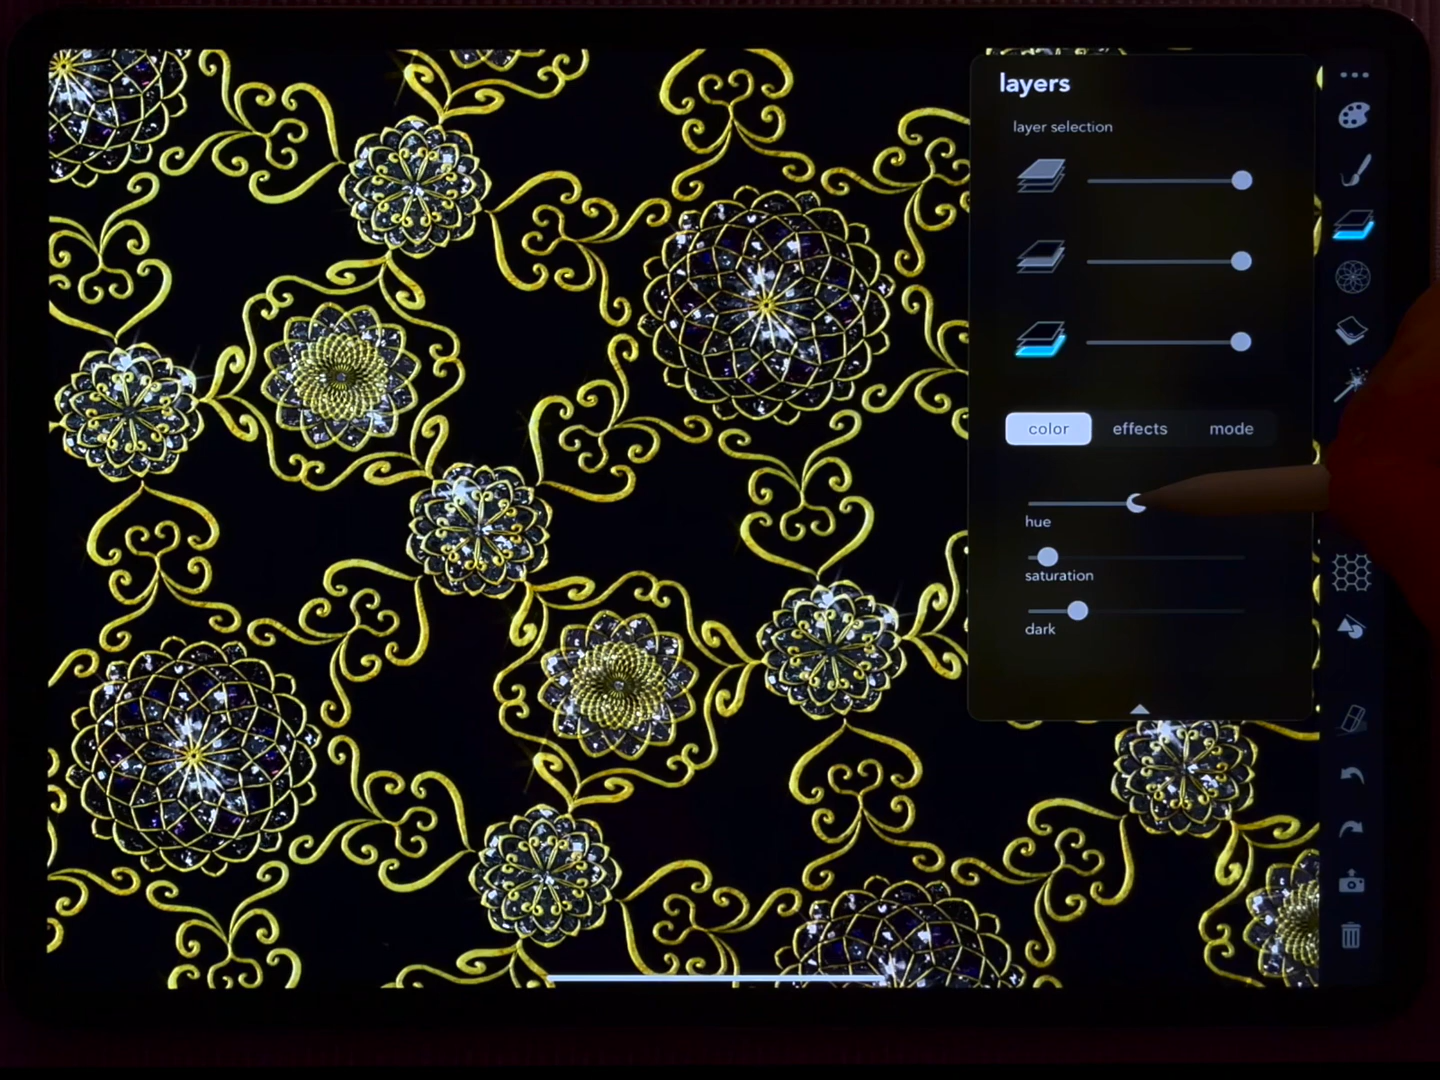 layers
layer selection
color effects mode
hue
saturation
dark